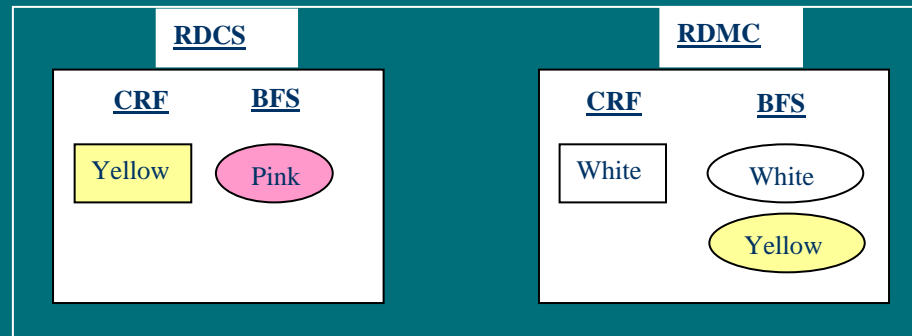 RDCS
RDMC
CRF
BFS
CRF
BFS
Yellow
Pink
White
White
Yellow